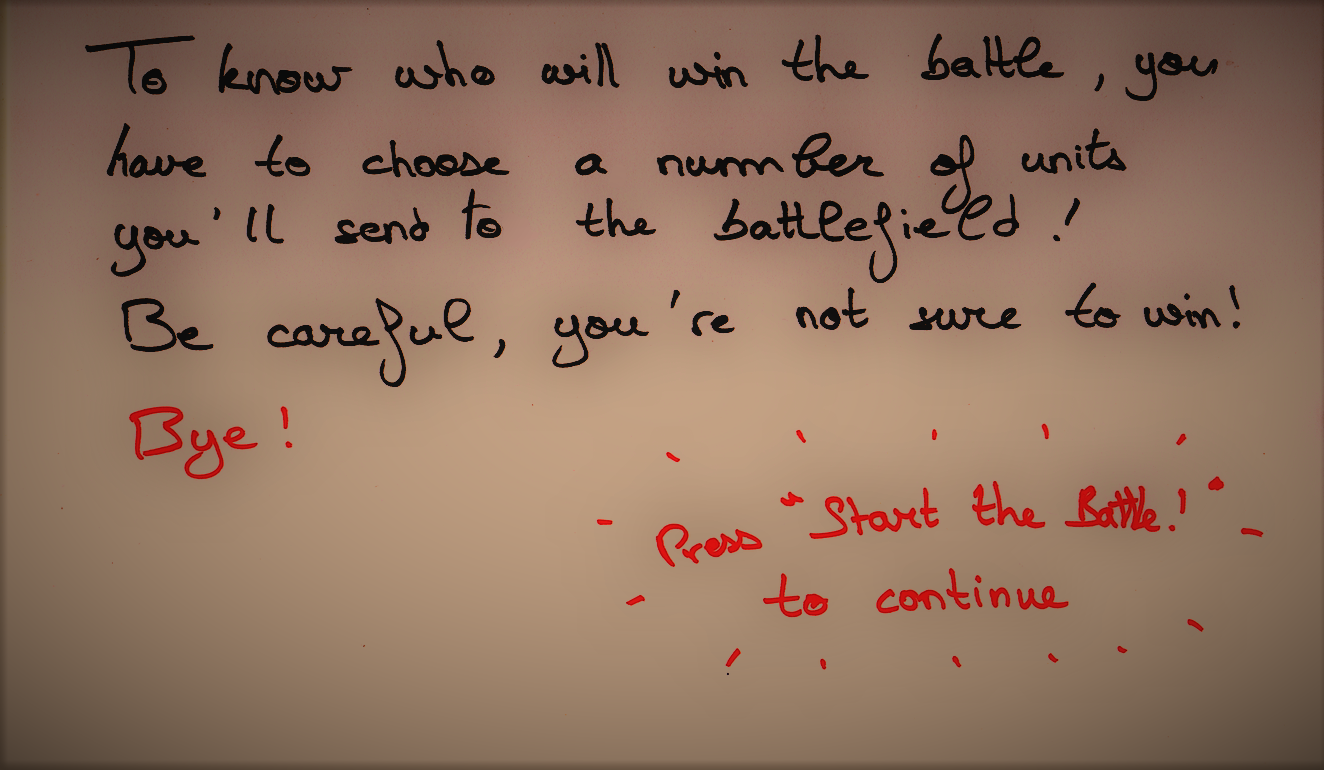 To know who will win the battle, you
have to choose a number of units
you'll send to the battlefield!
Be careful, you're not sure to win!
Bye!
Press "Start the Battle!"
to continue